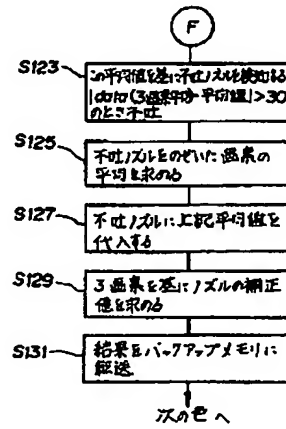 F
S123
この平均値を基に不吐ノズルを検知する
|data(3画素平均-平均値|>30
のとき不吐
S125
不吐ノズルをのぞいた画素の
平均を求める
S127
不吐ノズルに上記平均値を
代入する
S129
3画素を基にノズルの補正
値を求める
S131
結果をバックアップメモリに
転送
次の色へ